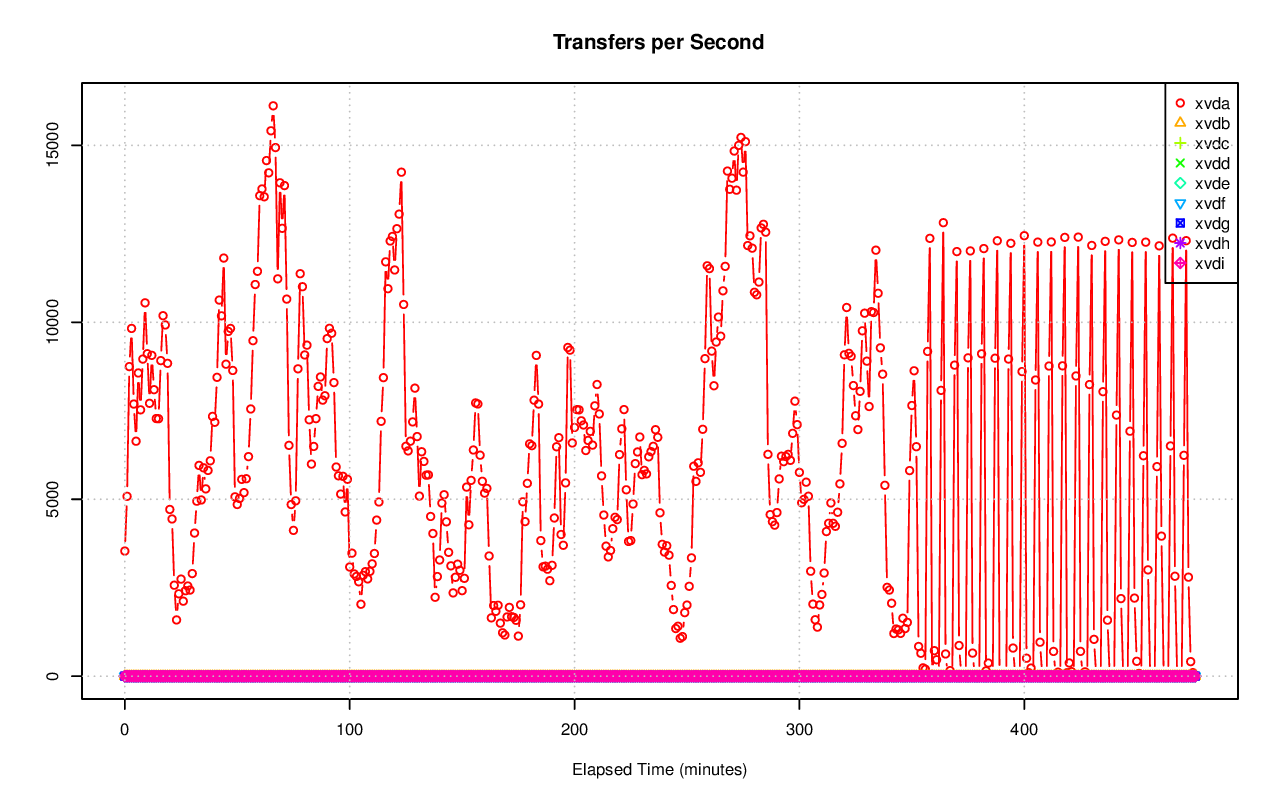 Transfers per Second
15000
10000
5000
0
xvda
xvdb
xvdc
xvdd
xvde
xvdf
xvdg
xvdh
xvdi
0 100 200 300 400
Elapsed Time (minutes)